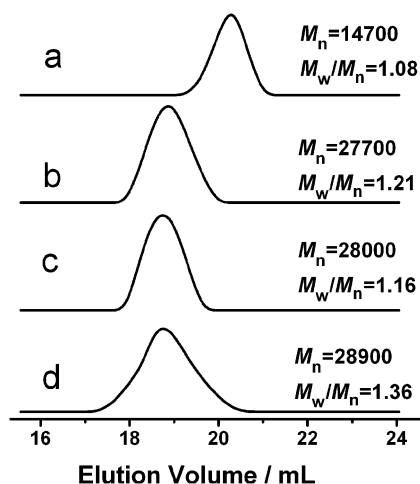 a
Mn=14700
Mw/Mn=1.08
b
Mn=27700
Mw/Mn=1.21
c
Mn=28000
Mw/Mn=1.16
d
Mn=28900
Mw/Mn=1.36
16 18 20 22 24
Elution Volume / mL